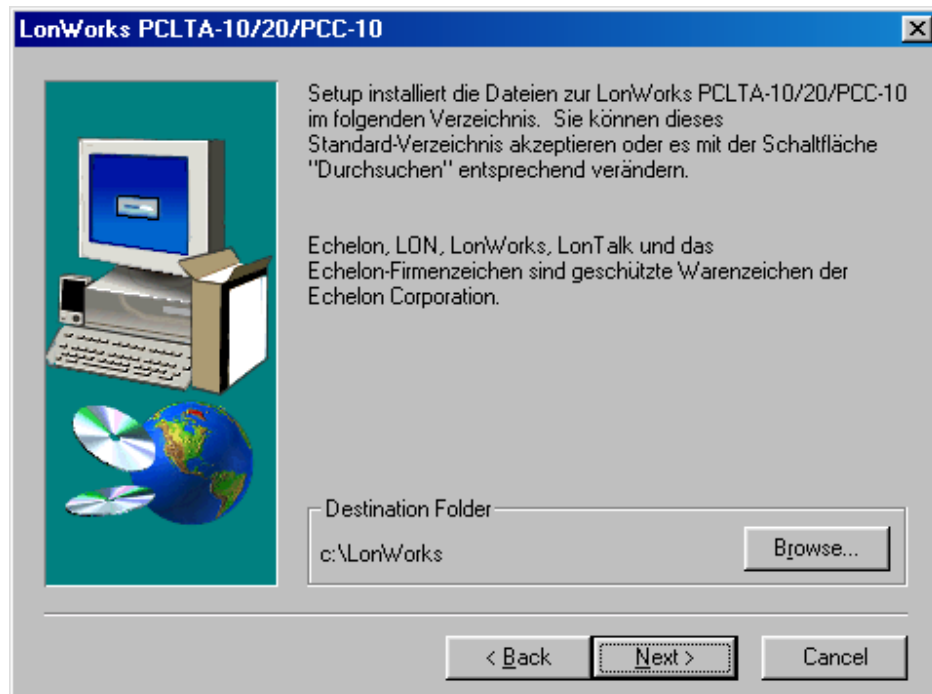 LonWorks PCLTA-10/20/PCC-10
Setup installiert die Dateien zur LonWorks PCLTA-10/20/PCC-10
im folgenden Verzeichnis. Sie können dieses
Standard-Verzeichnis akzeptieren oder es mit der Schaltfläche
"Durchsuchen" entsprechend verändern.
Echelon, LON, LonWorks, LonTalk und das
Echelon-Firmenzeichen sind geschützte Warenzeichen der
Echelon Corporation.
Destination Folder
c:\LonWorks
Browse...
< Back
Next >
Cancel